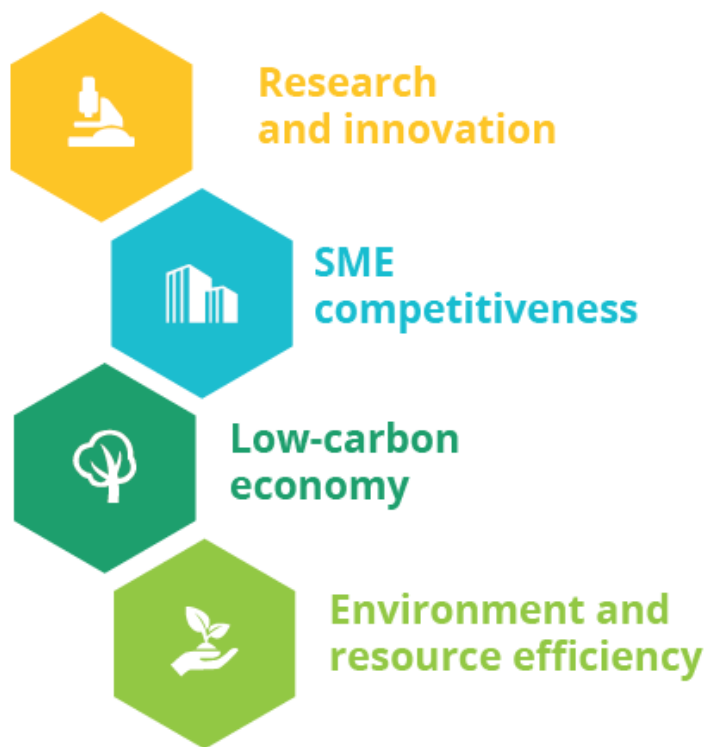 Research
and innovation
SME
competitiveness
Low-carbon
economy
Environment and
resource efficiency